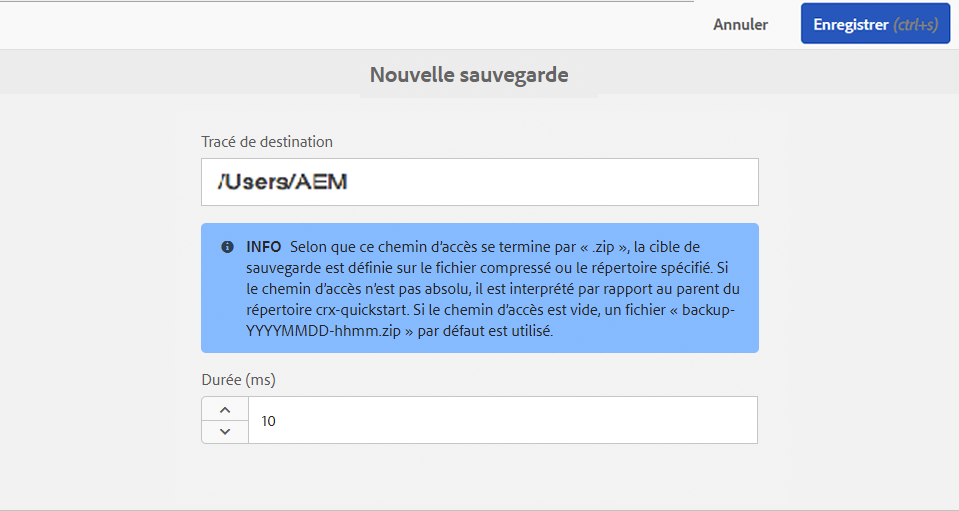 Annuler
Enregistrer (ctrl+s)
Nouvelle sauvegarde
Tracé de destination
/Users/AEM
INFO Selon que ce chemin d’accès se termine par « .zip », la cible de
sauvegarde est définie sur le fichier compressé ou le répertoire spécifié. Si
le chemin d’accès n’est pas absolu, il est interprété par rapport au parent du
répertoire crx-quickstart. Si le chemin d’accès est vide, un fichier « backup-
YYYYMMDD-hhmm.zip » par défaut est utilisé.
Durée (ms)
10